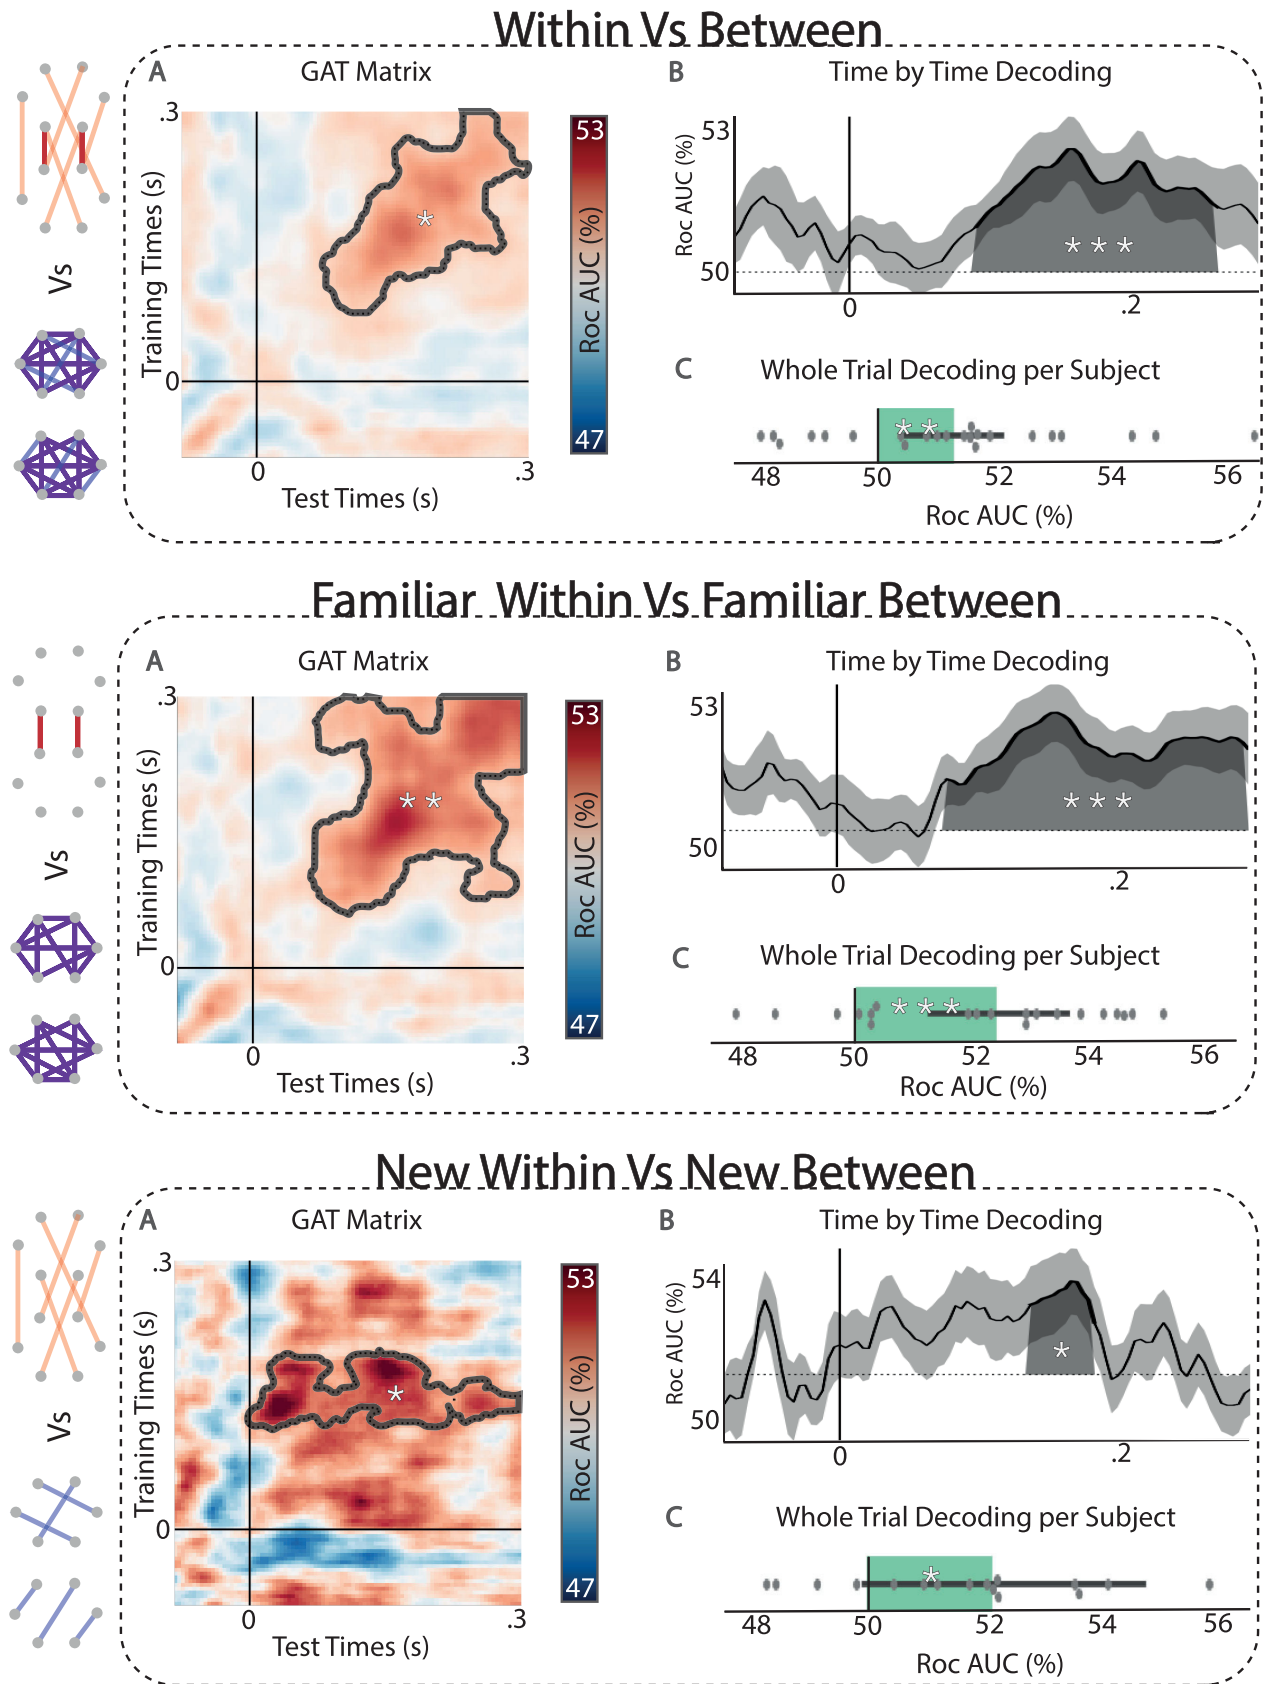 Within Vs Between
A
GAT Matrix
B
Time by Time Decoding
Vs
.3
Training Times (s)
0
0
.3
Test Times (s)
53
Roc AUC (%)
47
53
Roc AUC (%)
50
* * *
0
.2
*
C
Whole Trial Decoding per Subject
* *
48
50
52
54
56
Roc AUC (%)
Familiar Within Vs Familiar Between
A
GAT Matrix
B
Time by Time Decoding
Vs
.3
Training Times (s)
0
0
.3
Test Times (s)
* *
53
Roc AUC (%)
47
53
50
* * *
0
.2
C
Whole Trial Decoding per Subject
* * *
48
50
52
54
56
Roc AUC (%)
New Within Vs New Between
A
GAT Matrix
B
Time by Time Decoding
Vs
.3
Training Times (s)
0
0
.3
Test Times (s)
*
53
Roc AUC (%)
47
54
Roc AUC (%)
50
*
0
.2
C
Whole Trial Decoding per Subject
*
48
50
52
54
56
Roc AUC (%)